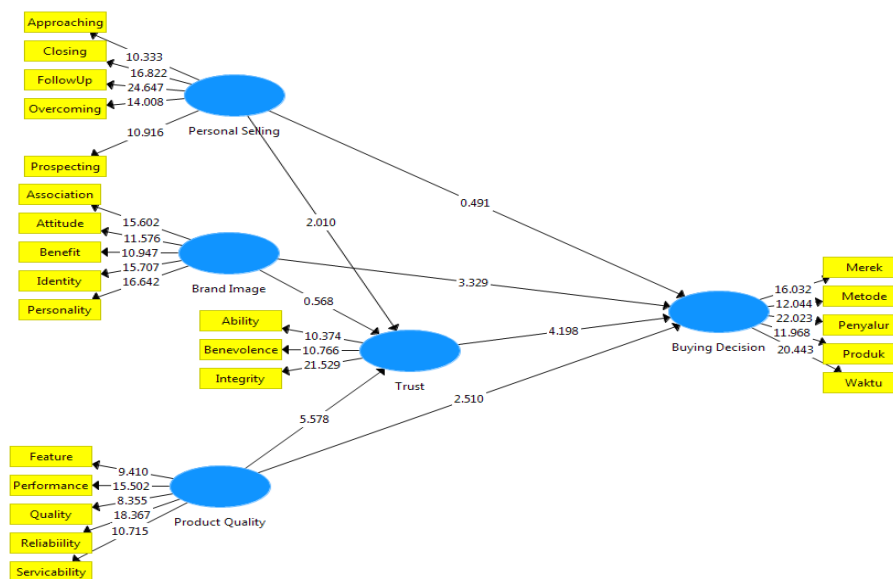 Approaching
10.333
Closing
16.822
FollowUp
24.647
Overcoming
14.008
Personal Selling
10.916
Prospecting
Association
15.602
Attitude
11.576
Benefit
10.947
Identity
15.707
Personality
16.642
Brand Image
2.010
0.491
3.329
0.568
Ability
10.374
Benevolence
10.766
Integrity
21.529
Trust
4.198
5.578
2.510
Merek
16.032
Metode
12.044
Penyalur
22.023
Buying Decision
11.968
Produk
20.443
Waktu
Feature
9.410
Performance
15.502
Quality
8.355
Reliabiility
18.367
Servicability
10.715
Product Quality